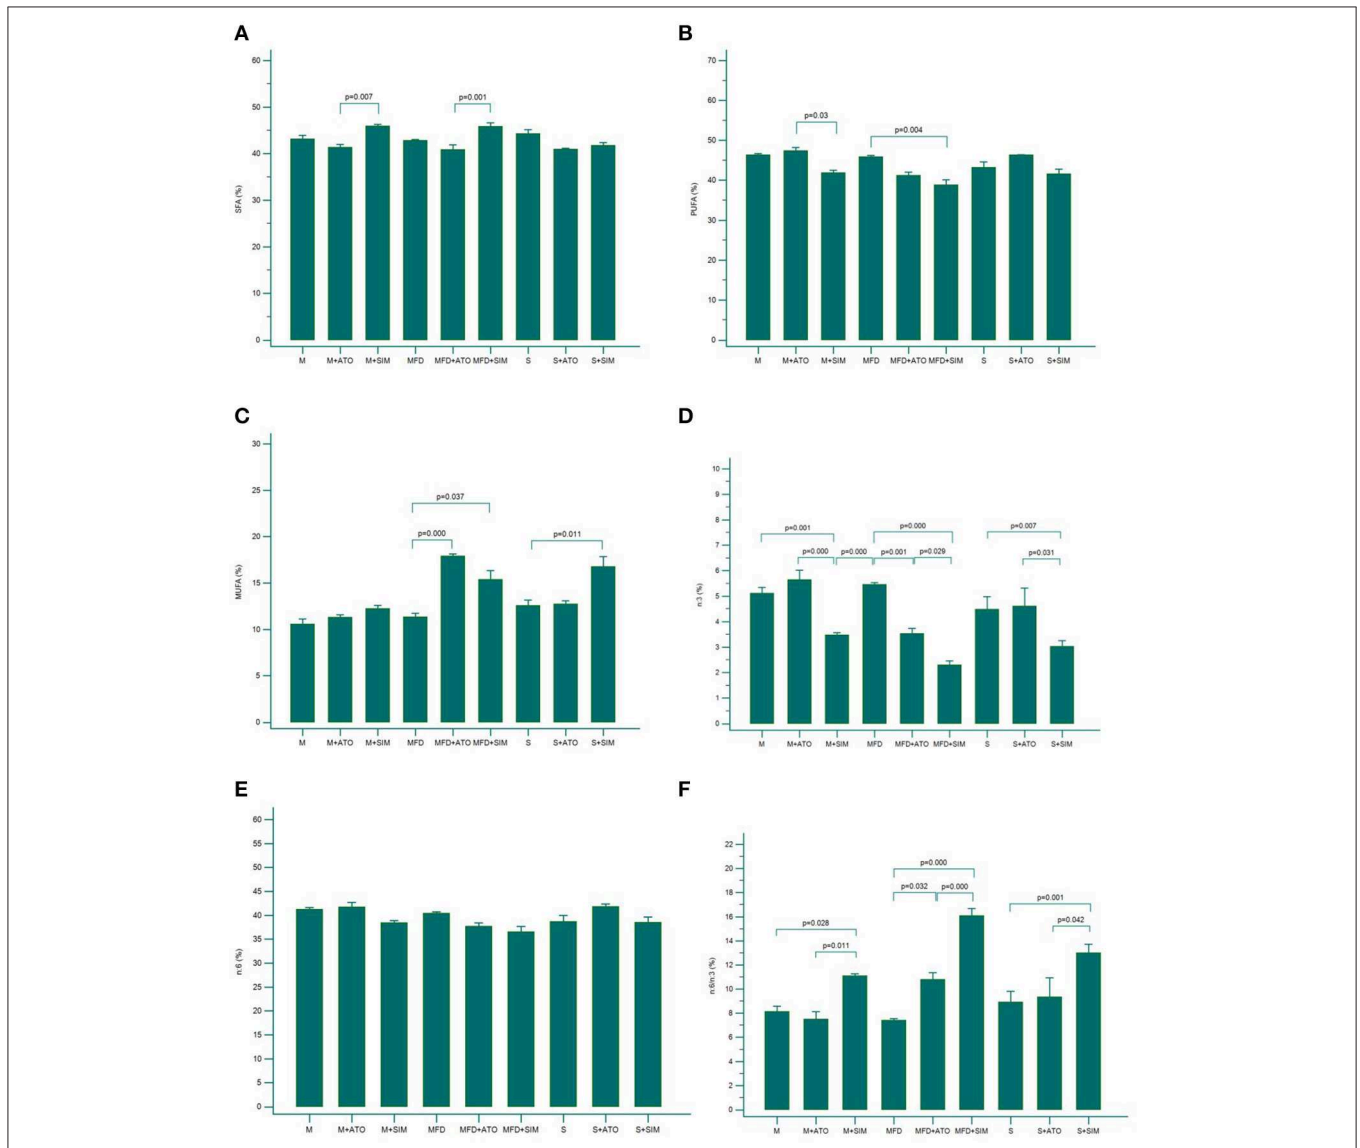 A
60
50
40
30
20
10
0
SFA (%)
p=0.007
p=0.001
M M+ATO M+SIM MFD MFD+ATO MFD+SIM S S+ATO S+SIM
B
70
60
50
40
30
20
10
0
PUFA (%)
p=0.03
p=0.004
M M+ATO M+SIM MFD MFD+ATO MFD+SIM S S+ATO S+SIM
C
30
25
20
15
10
5
0
MUFA (%)
p=0.037
p=0.000
p=0.011
M M+ATO M+SIM MFD MFD+ATO MFD+SIM S S+ATO S+SIM
D
10
9
8
7
6
5
4
3
2
1
0
n:3 (%)
p=0.001 p=0.000 p=0.007
p=0.000 p=0.000 p=0.001 p=0.029 p=0.031
M M+ATO M+SIM MFD MFD+ATO MFD+SIM S S+ATO S+SIM
E
60
55
50
45
40
35
30
25
20
15
10
5
0
n:6 (%)
M M+ATO M+SIM MFD MFD+ATO MFD+SIM S S+ATO S+SIM
F
22
20
18
16
14
12
10
8
6
4
2
0
n:6/n:3 (%)
p=0.000
p=0.032 p=0.000
p=0.001
p=0.028 p=0.042
p=0.011
M M+ATO M+SIM MFD MFD+ATO MFD+SIM S S+ATO S+SIM